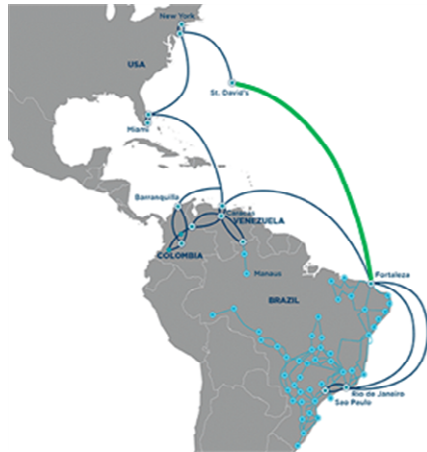 New York
USA
St. David's
Miami
Barranquilla
Caracas
VENEZUELA
COLOMBIA
Manaus
Fortaleza
BRAZIL
Rio de Janeiro
Sao Paulo